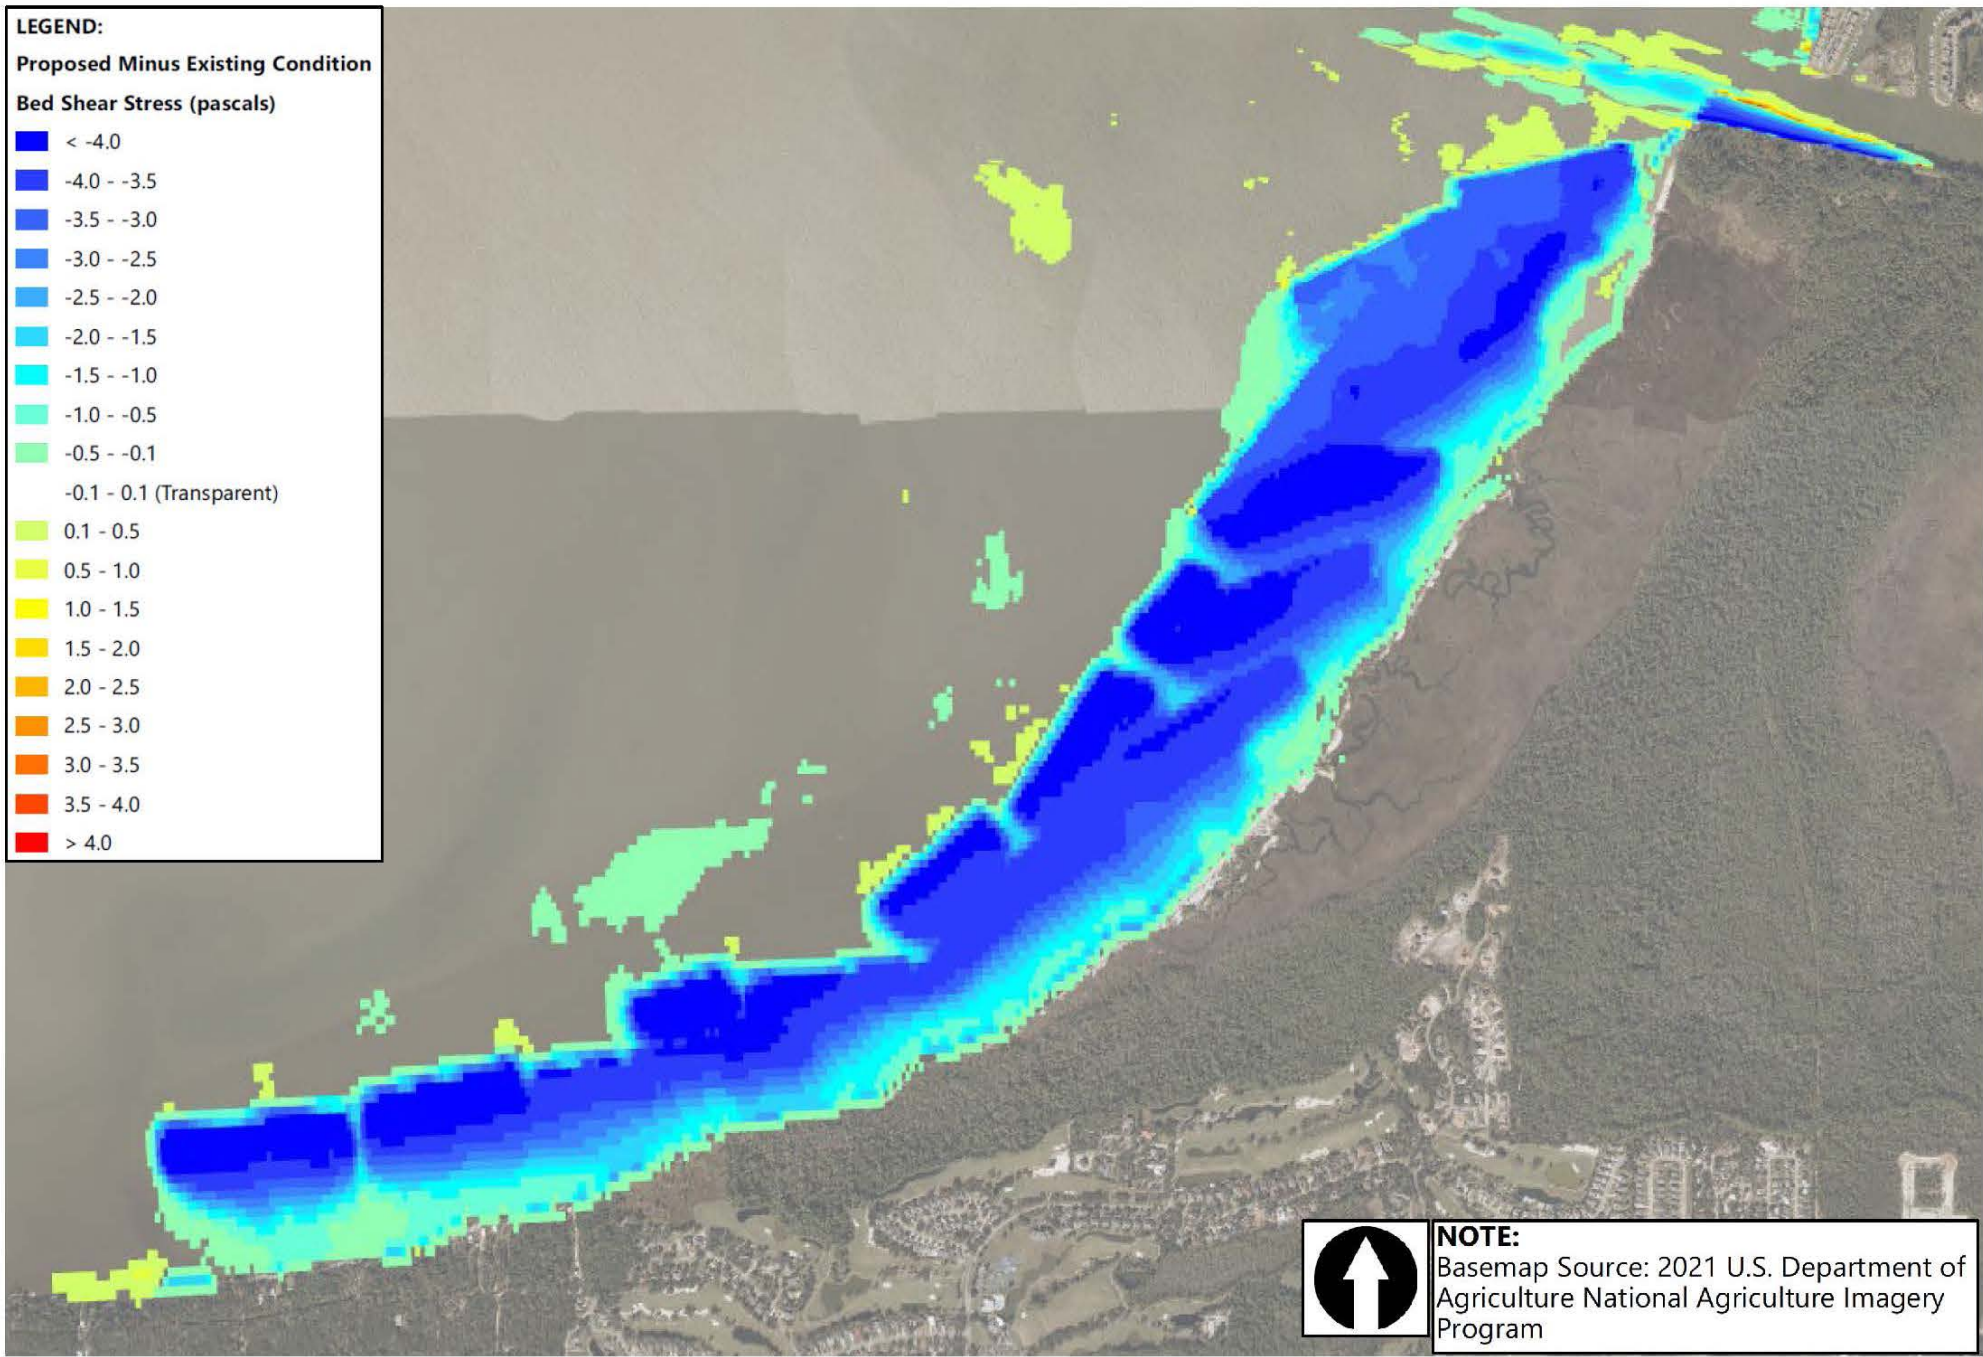 LEGEND:
Proposed Minus Existing Condition
Bed Shear Stress (pascals)
< -4.0
-4.0 - -3.5
-3.5 - -3.0
-3.0 - -2.5
-2.5 - -2.0
-2.0 - -1.5
-1.5 - -1.0
-1.0 - -0.5
-0.5 - -0.1
-0.1 - 0.1 (Transparent)
0.1 - 0.5
0.5 - 1.0
1.0 - 1.5
1.5 - 2.0
2.0 - 2.5
2.5 - 3.0
3.0 - 3.5
3.5 - 4.0
> 4.0
NOTE:
Basemap Source: 2021 U.S. Department of
Agriculture National Agriculture Imagery
Program